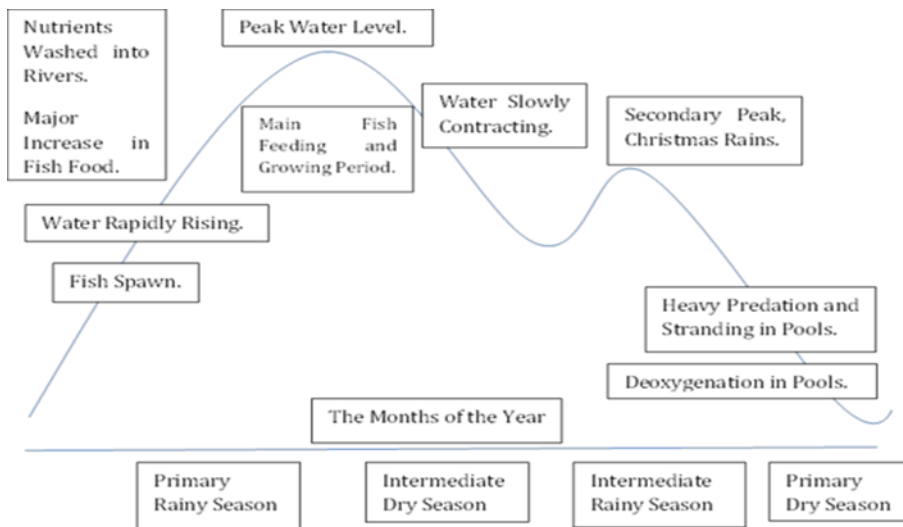 Nutrients
Washed into
Rivers.
Major
Increase in
Fish Food.
Peak Water Level.
Main Fish
Feeding and
Growing Period.
Water Slowly
Contracting.
Secondary Peak,
Christmas Rains.
Water Rapidly Rising.
Fish Spawn.
Heavy Predation and
Stranding in Pools.
Deoxygenation in Pools.
The Months of the Year
Primary
Rainy Season
Intermediate
Dry Season
Intermediate
Rainy Season
Primary
Dry Season